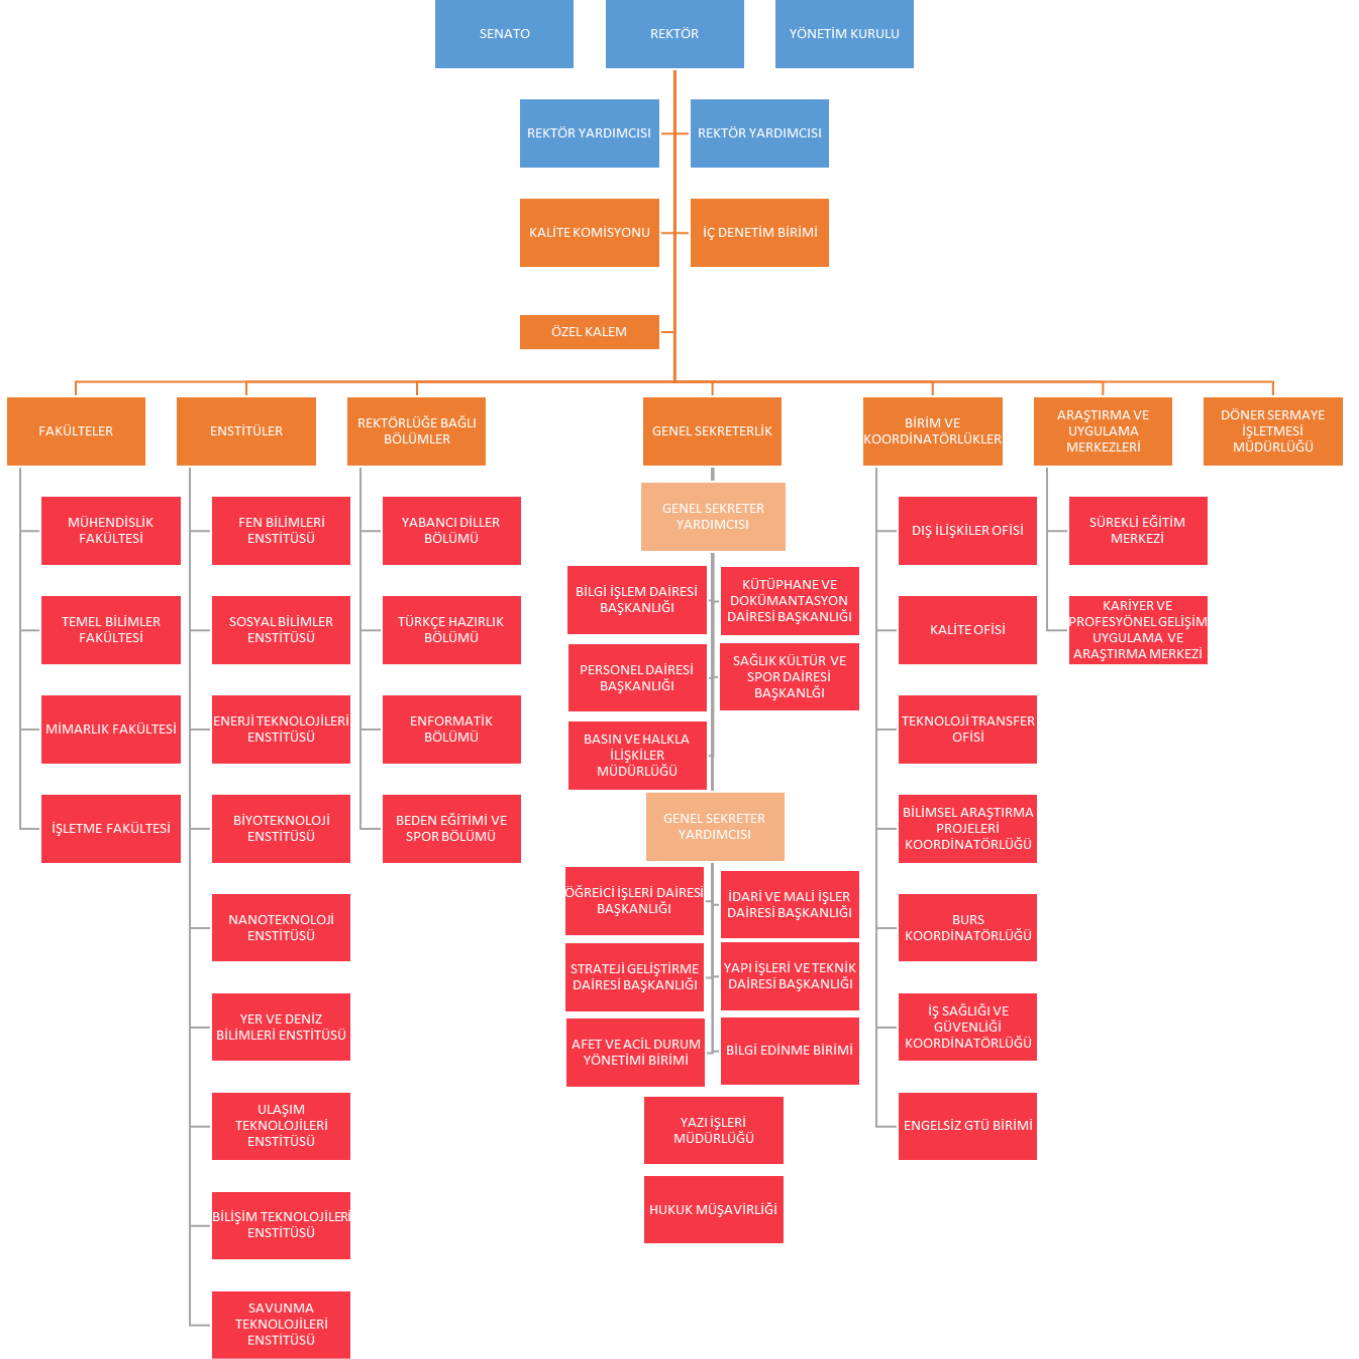 SENATO
REKTÖR
YÖNETİM KURULU
REKTÖR YARDIMCISI
REKTÖR YARDIMCISI
KALİTE KOMİSYONU
İÇ DENETİM BİRİMİ
ÖZEL KALEM
FAKÜLTELER
MÜHENDİSLİK
FAKÜLTESİ
TEMEL BİLİMLER
FAKÜLTESİ
MİMARLIK FAKÜLTESİ
İŞLETME FAKÜLTESİ
ENSTİTÜLER
FEN BİLİMLERİ
ENSTİTÜSÜ
SOSYAL BİLİMLER
ENSTİTÜSÜ
ENERJİ TEKNOLOJİLERİ
ENSTİTÜSÜ
BİYOTEKNOLOJİ
ENSTİTÜSÜ
NANOTEKNOLOJİ
ENSTİTÜSÜ
YER VE DENİZ
BİLİMLERİ ENSTİTÜSÜ
ULAŞIM
TEKNOLOJİLERİ
ENSTİTÜSÜ
BİLİŞİM TEKNOLOJİLERİ
ENSTİTÜSÜ
SAVUNMA
TEKNOLOJİLERİ
ENSTİTÜSÜ
REKTÖRLÜĞE BAĞLI
BÖLÜMLER
YABANCI DİLLER
BÖLÜMÜ
TÜRKÇE HAZIRLIK
BÖLÜMÜ
ENFORMATİK
BÖLÜMÜ
BEDEN EĞİTİMİ VE
SPOR BÖLÜMÜ
GENEL SEKRETERLİK
GENEL SEKRETER
YARDIMCISI
BİLGİ İŞLEM DAİRESİ
BAŞKANLIĞI
KÜTÜPHANE VE
DOKÜMANTASYON
DAİRESİ BAŞKANLIĞI
PERSONEL DAİRESİ
BAŞKANLIĞI
SAĞLIK KÜLTÜR VE
SPOR DAİRESİ
BAŞKANLĞI
BASIN VE HALKLA
İLİŞKİLER
MÜDÜRLÜĞÜ
GENEL SEKRETER
YARDIMCISI
ÖĞREİCİ İŞLERİ DAİRESİ
BAŞKANLIĞI
İDARİ VE MALİ İŞLER
DAİRESİ BAŞKANLIĞI
STRATEJİ GELİŞTİRME
DAİRESİ BAŞKANLIĞI
YAPI İŞLERİ VE TEKNİK
DAİRESİ BAŞKANLIĞI
AFET VE ACİL DURUM
YÖNETİMİ BİRİMİ
BİLGİ EDİNME BİRİMİ
YAZI İŞLERİ
MÜDÜRLÜĞÜ
HUKUK MÜŞAVİRLİĞİ
BİRİM VE
KOORDİNATÖRLÜKLER
DIŞ İLİŞKİLER OFİSİ
KALİTE OFİSİ
TEKNOLOJİ TRANSFER
OFİSİ
BİLİMSEL ARAŞTIRMA
PROJELERİ
KOORDİNATÖRLÜĞÜ
BURS
KOORDİNATÖRLÜĞÜ
İŞ SAĞLIĞI VE
GÜVENLİĞİ
KOORDİNATÖRLÜĞÜ
ENGELSİZ GTÜ BİRİMİ
ARAŞTIRMA VE
UYGULAMA
MERKEZLERİ
SÜREKLİ EĞİTİM
MERKEZİ
KARİYER VE
PROFESYÖNEL GELİŞİM
UYGULAMA VE
ARAŞTIRMA MERKEZİ
DÖNER SERMAYE
İŞLETMESİ
MÜDÜRLÜĞÜ